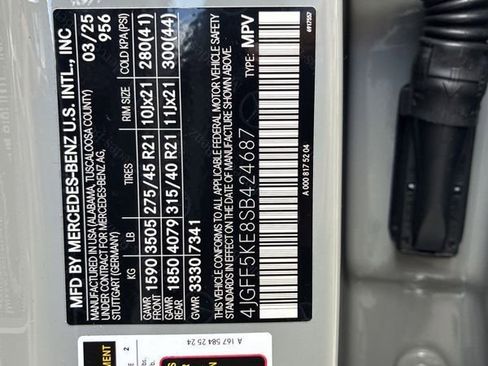 MFD BY MERCEDES-BENZ U.S. INTL., INC
MANUFACTURED IN USA (ALABAMA, TUSCALOOSA COUNTY) 03/25
UNDER CONTRACT FOR MERCEDES-BENZ AG, 956
STUTTGART (GERMANY)
KG LB TIRES RIM SIZE COLD KPA(PSI)
GAWR FRONT 1590 3505 275/45 R21 10Jx21 280(41)
GAWR REAR 1850 4079 315/40 R21 11Jx21 300(44)
GAWR 3330 7341
THIS VEHICLE CONFORMS TO ALL APPLICABLE FEDERAL MOTOR VEHICLE SAFETY
STANDARDS IN EFFECT ON THE DATE OF MANUFACTURE SHOWN ABOVE. TYPE:
4JGFF5KE8SB424687 MPV
A 000 817 52 04
A 167 584 25 24
2